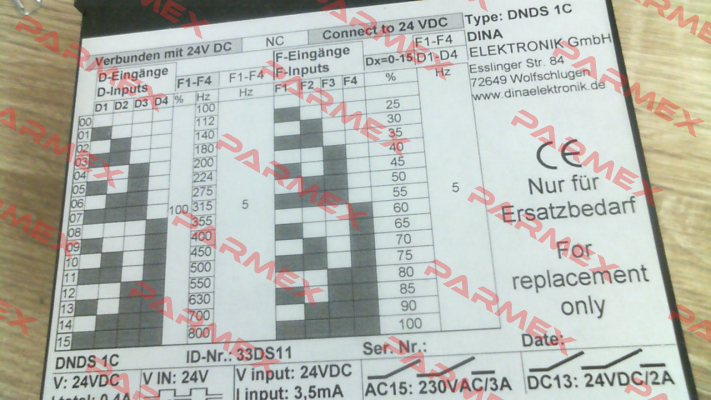 Verbunden mit 24V DC NC Connect to 24 VDC Type: DNDS 1C
D-Eingänge F1-F4 F1-F4 F-Eingänge Dx=0-15 F1-F4 DINA
D-Inputs F-Inputs D1-D4 ELEKTRONIK GmbH
D1 D2 D3 D4 % Hz Hz F1 F2 F3 F4 % Hz Esslinger Str. 84
72649 Wolfschlugen
www.dinaelektronik.de
00 100 25
01 112 30
02 140 35
03 180 40
04 200 45
05 224 50
06 275 55
07 100 315 5 60 5
08 355 65
09 400 70
10 450 75
11 500 80
12 550 85
13 630 90
14 700 100
15 800
CE
Nur für
Ersatzbedarf
For
replacement
only
DNDS 1C ID-Nr.: 33DS11 Ser. Nr.: Date:
V: 24VDC V IN: 24V V input: 24VDC AC15: 230VAC/3A DC13: 24VDC/2A
I total: 0,4A I input: 3,5mA
PARMEX